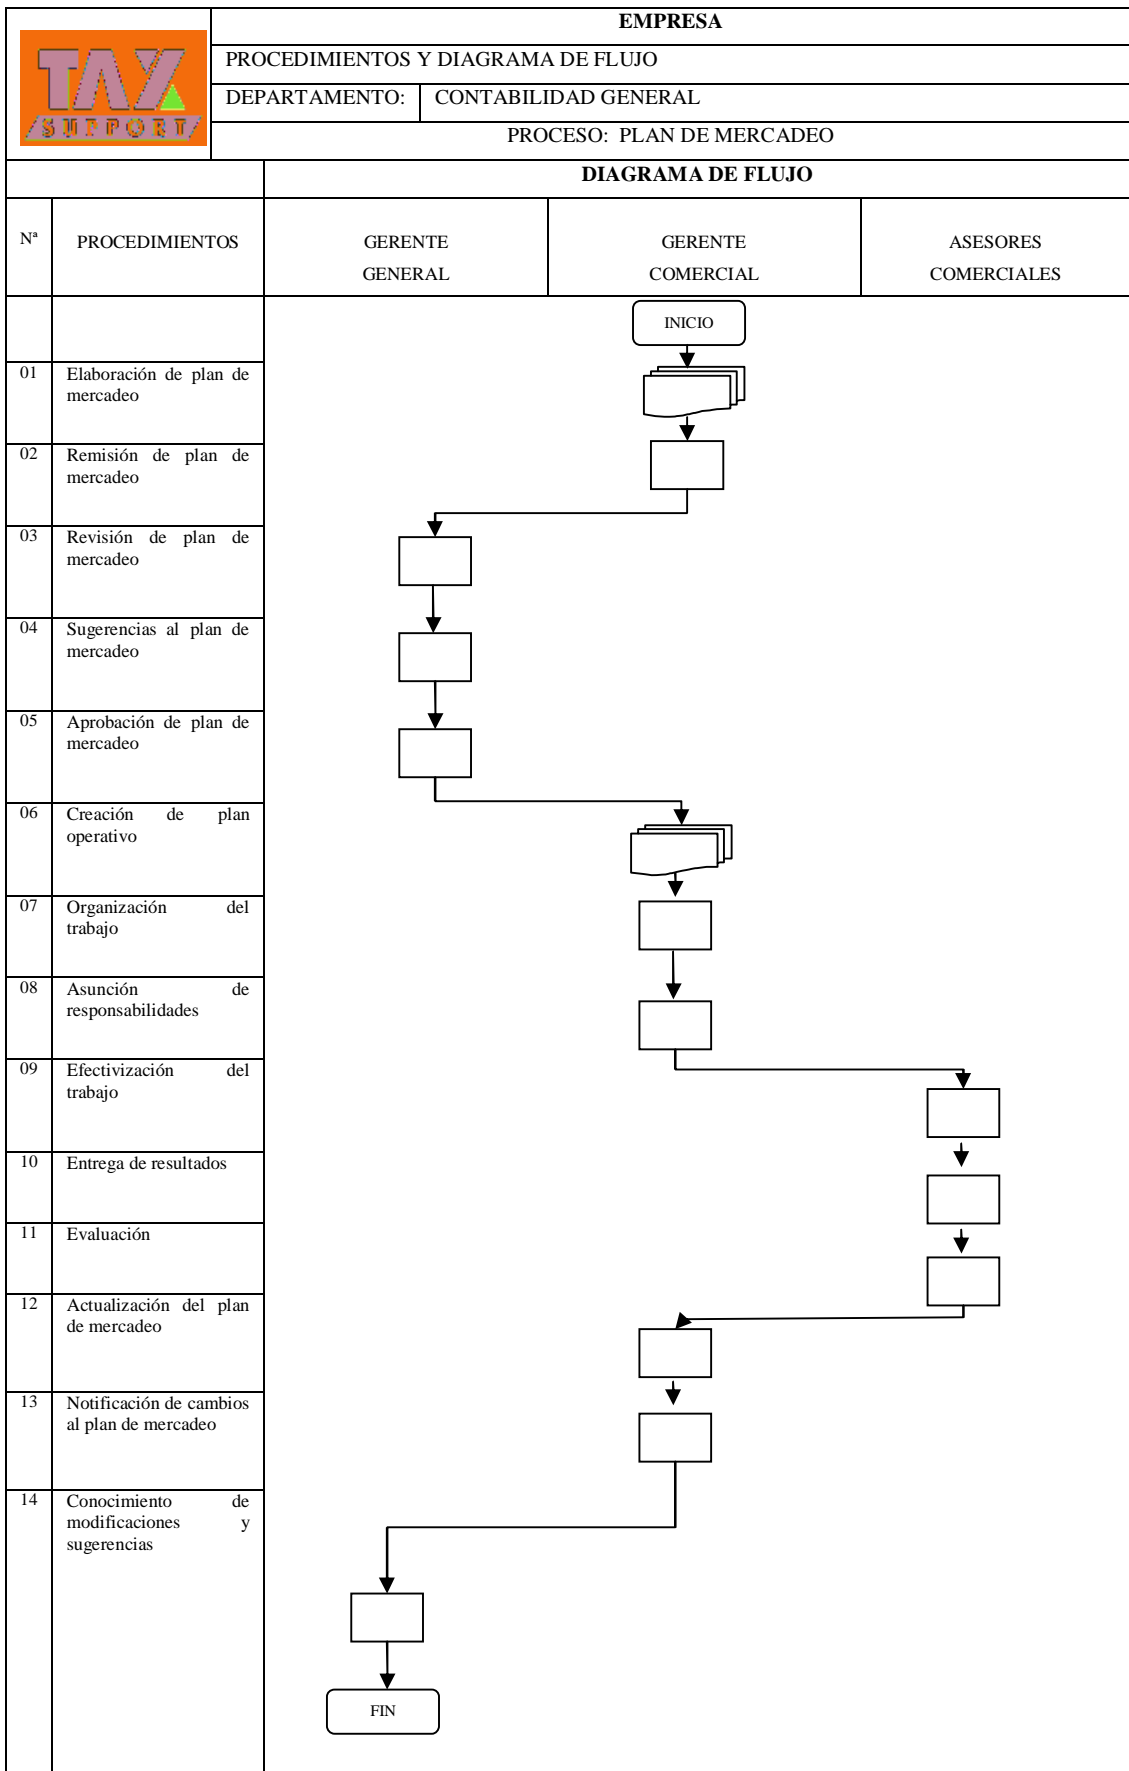 TAX
SUPPORT
EMPRESA
PROCEDIMIENTOS Y DIAGRAMA DE FLUJO
DEPARTAMENTO: CONTABILIDAD GENERAL
PROCESO: PLAN DE MERCADEO
DIAGRAMA DE FLUJO
Nª PROCEDIMIENTOS
GERENTE
GENERAL
GERENTE
COMERCIAL
ASESORES
COMERCIALES
INICIO
01 Elaboración de plan de
mercadeo
02 Remisión de plan de
mercadeo
03 Revisión de plan de
mercadeo
04 Sugerencias al plan de
mercadeo
05 Aprobación de plan de
mercadeo
06 Creación de plan
operativo
07 Organización del
trabajo
08 Asunción de
responsabilidades
09 Efectivización del
trabajo
10 Entrega de resultados
11 Evaluación
12 Actualización del plan
de mercadeo
13 Notificación de cambios
al plan de mercadeo
14 Conocimiento de
modificaciones y
sugerencias
FIN